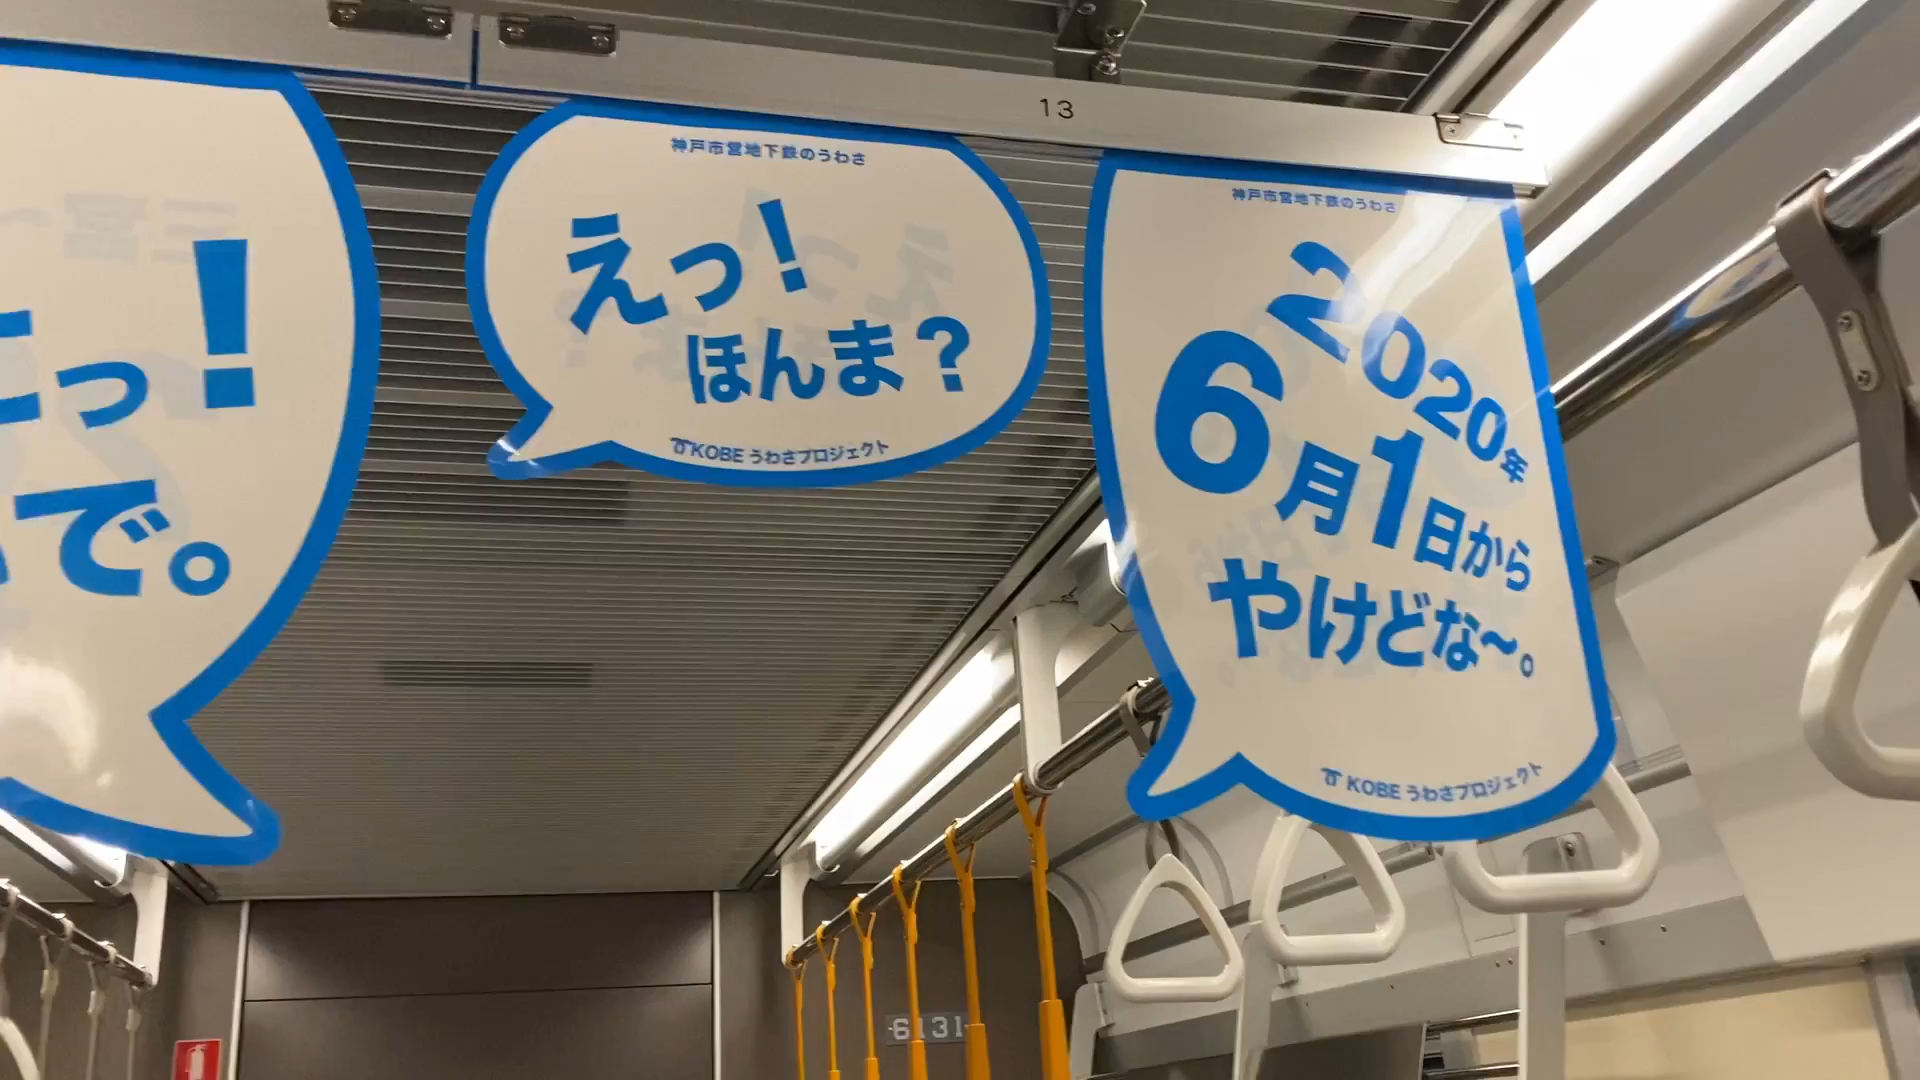 13
っ!
で。
神戸市営地下鉄のうわさ
えっ!
ほんま?
KOBE うわさプロジェクト
神戸市営地下鉄のうわさ
2020年
6月1日から
やけどな〜。
KOBE うわさプロジェクト
6131